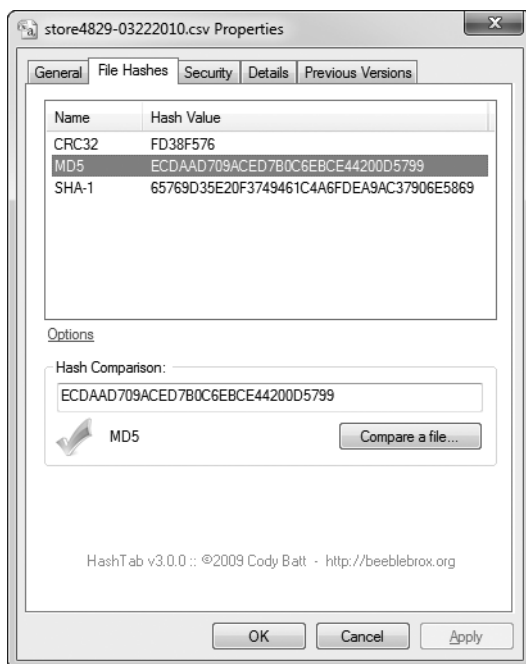 store4829-03222010.csv Properties
General File Hashes Security Details Previous Versions
Name Hash Value
CRC32 FD38F576
MD5 ECDAAD709ACED7B0C6EBCE44200D5799
SHA-1 65769D35E20F3749461C4A6FDEA9AC37906E5869
Options
Hash Comparison:
ECDAAD709ACED7B0C6EBCE44200D5799
MD5 Compare a file...
HashTab v3.0.0 :: ©2009 Cody Batt - http://beeblebrox.org
OK Cancel Apply